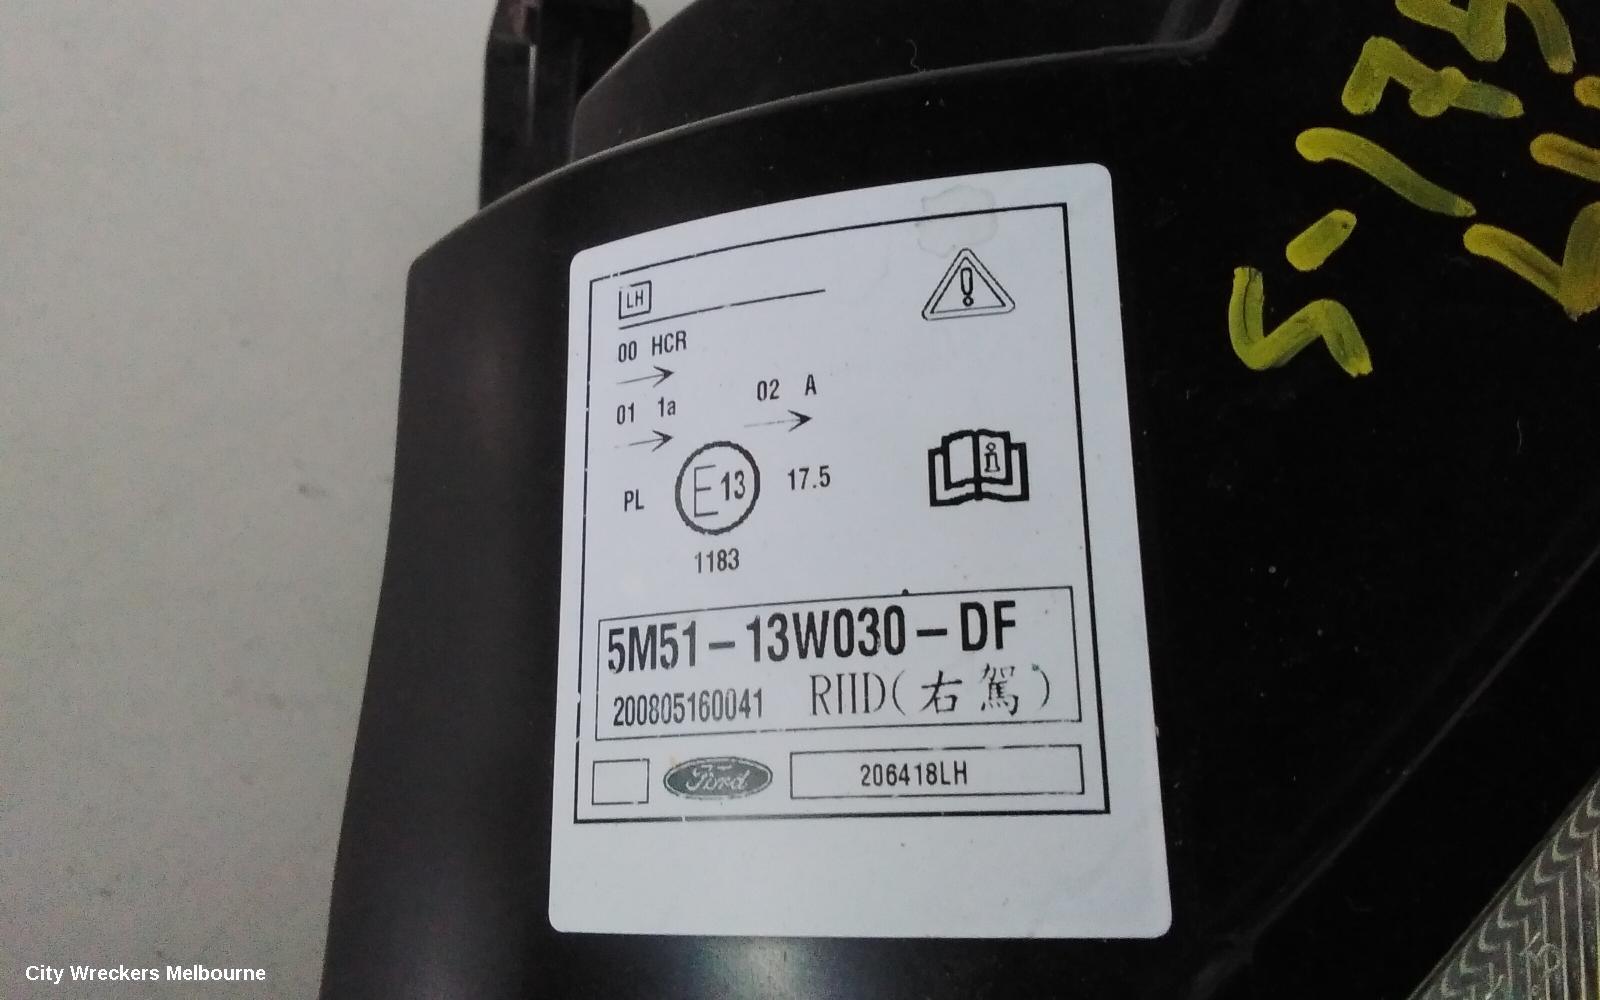 LH
00 HCR
01 1a
02 A
PL E13 17.5
1183
5M51-13W030-DF
200805160041 RHD(右駕)
Ford 206418LH
City Wreckers Melbourne